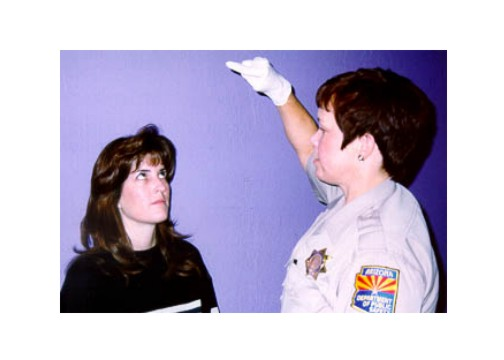 ARIZONA
DEPARTMENT
OF PUBLIC
SAFETY